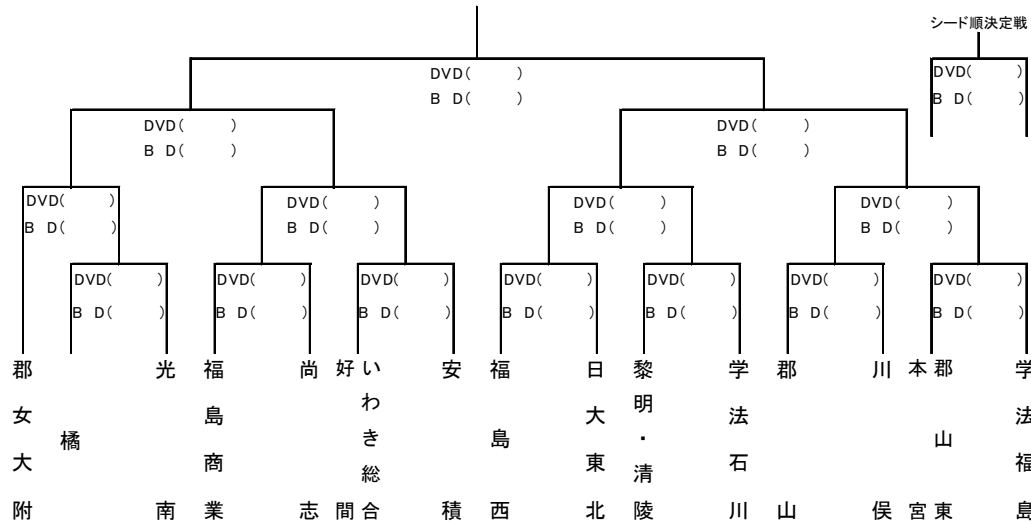 シード順決定戦
DVD(　　)
B D(　　)
DVD(　　)
B D(　　)
DVD(　　)
B D(　　)
DVD(　　)
B D(　　)
DVD(　　)
B D(　　)
DVD(　　)
B D(　　)
DVD(　　)
B D(　　)
DVD(　　)
B D(　　)
DVD(　　)
B D(　　)
DVD(　　)
B D(　　)
DVD(　　)
B D(　　)
DVD(　　)
B D(　　)
DVD(　　)
B D(　　)
DVD(　　)
B D(　　)
DVD(　　)
B D(　　)
郡女大附
橘
光南
福島商業
尚志
好間
いわき総合
安積
福島西
日大東北
黎明・清陵
学法石川
郡山
川俣
本宮
郡山東
学法福島